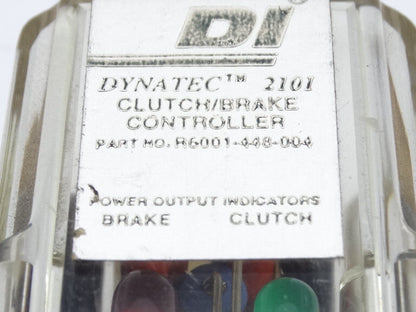 DI®
DYNATEC™ 2101
CLUTCH/BRAKE
CONTROLLER
PART NO. R6001-448-004
POWER OUTPUT INDICATORS
BRAKE CLUTCH